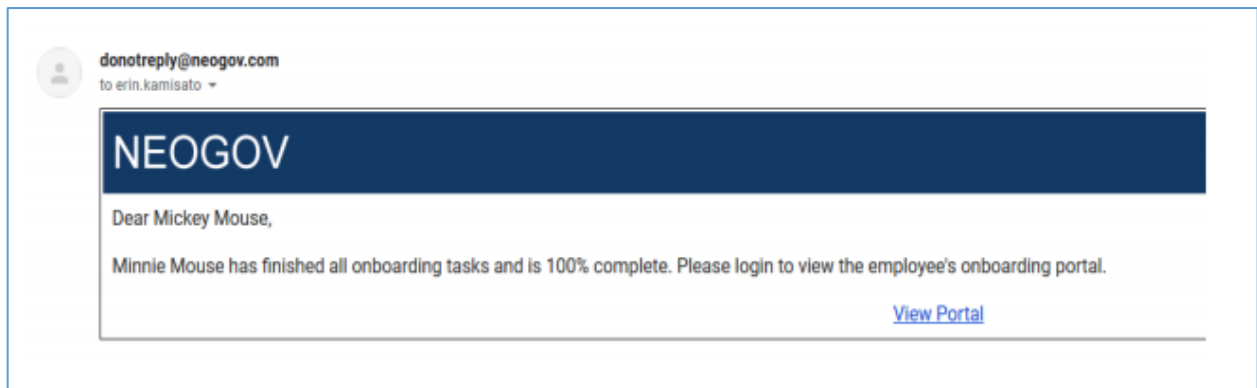 donotreply@neogov.com
to erin.kamisato
NEOGOV
Dear Mickey Mouse,
Minnie Mouse has finished all onboarding tasks and is 100% complete. Please login to view the employee's onboarding portal.
View Portal